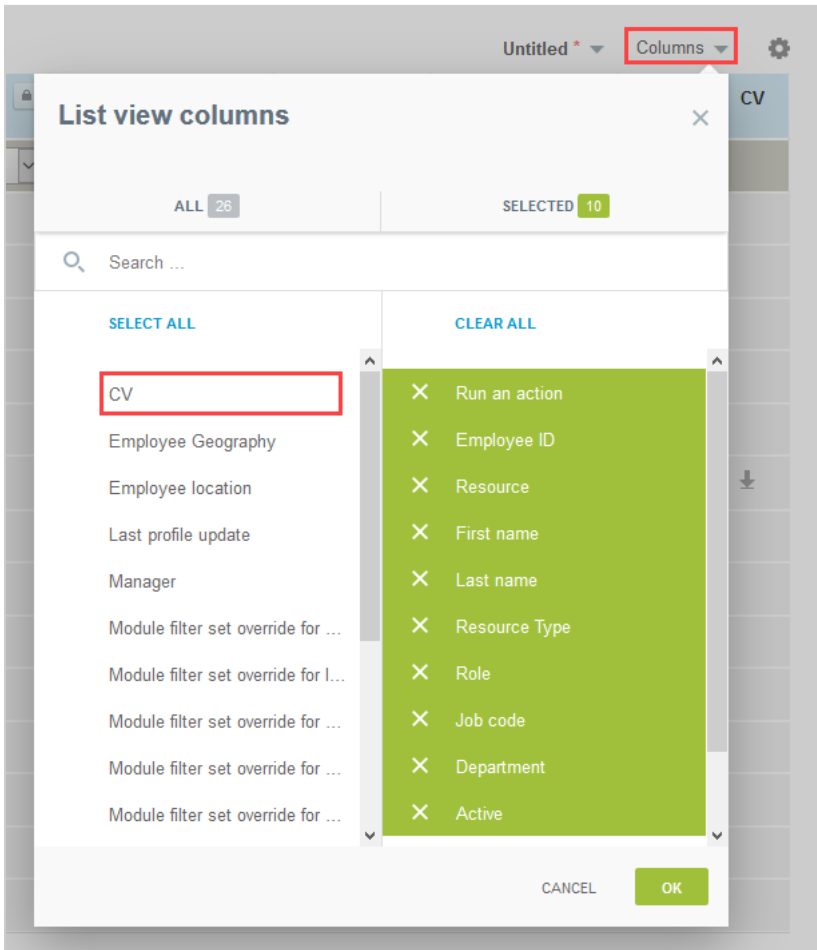 Untitled * Columns
CV
List view columns
ALL 26 SELECTED 10
Search ...
SELECT ALL CLEAR ALL
CV Run an action
Employee Geography Employee ID
Employee location Resource
Last profile update First name
Manager Last name
Module filter set override for ... Resource Type
Module filter set override for I... Role
Module filter set override for ... Job code
Module filter set override for ... Department
Module filter set override for ... Active
CANCEL OK